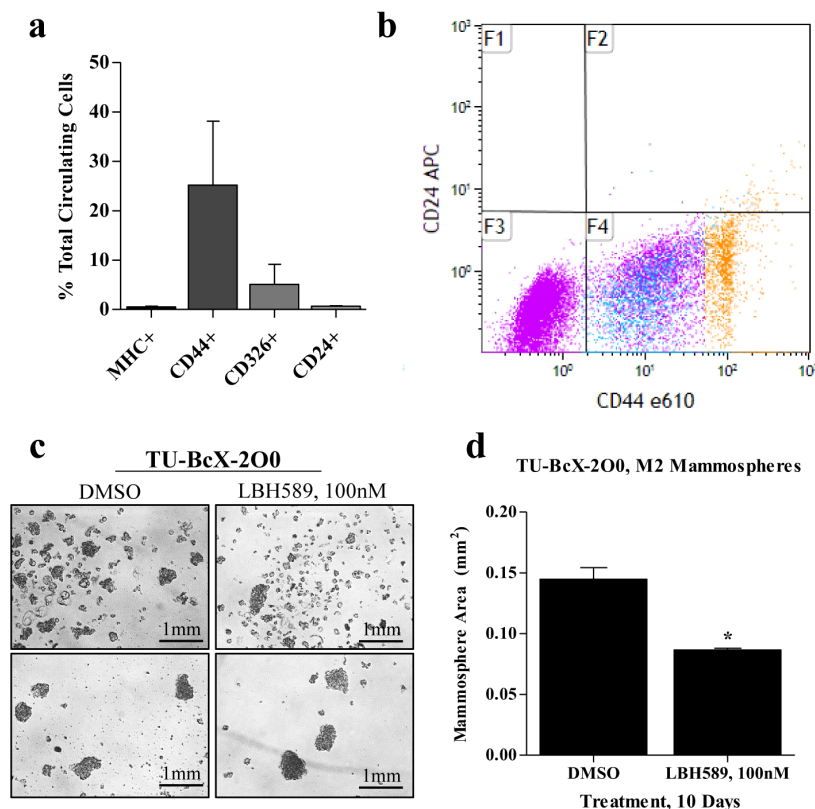 a
50
40
30
20
10
0
% Total Circulating Cells
MHC+
CD44+
CD326+
CD24+
b
F1
F2
F3
F4
10³
10²
10¹
10⁰
CD24 APC
10⁰
10¹
10²
10³
CD44 e610
c
TU-BcX-2O0
DMSO
LBH589, 100nM
1mm
1mm
1mm
1mm
d
TU-BcX-2O0, M2 Mammospheres
0.20
0.15
0.10
0.05
0.00
Mammosphere Area (mm²)
*
DMSO
LBH589, 100nM
Treatment, 10 Days